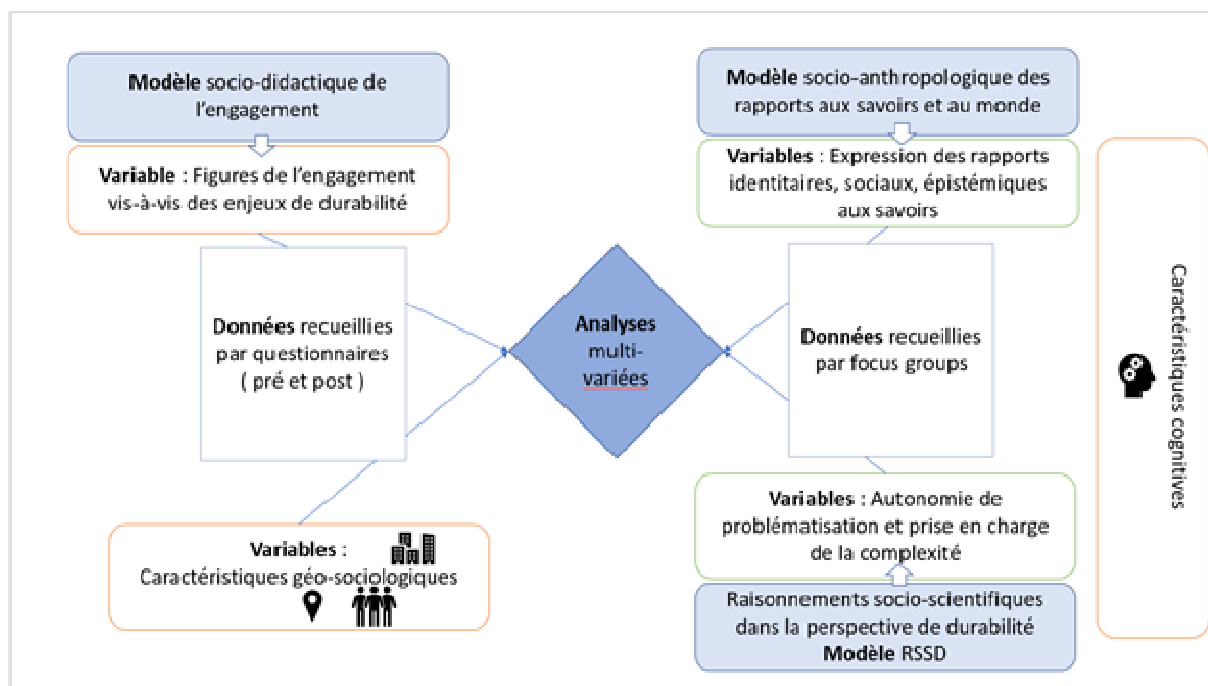 Modèle socio-didactique de
l'engagement
Variable : Figures de l'engagement
vis-à-vis des enjeux de durabilité
Données recueillies
par questionnaires
( pré et post )
Variables :
Caractéristiques géo-sociologiques
Analyses
multi-
variées
Modèle socio-anthropologique des
rapports aux savoirs et au monde
Variables : Expression des rapports
identitaires, sociaux, épistémiques
aux savoirs
Données recueillies
par focus groups
Variables : Autonomie de
problématisation et prise en charge
de la complexité
Raisonnements socio-scientifiques
dans la perspective de durabilité
Modèle RSSD
Caractéristiques cognitives